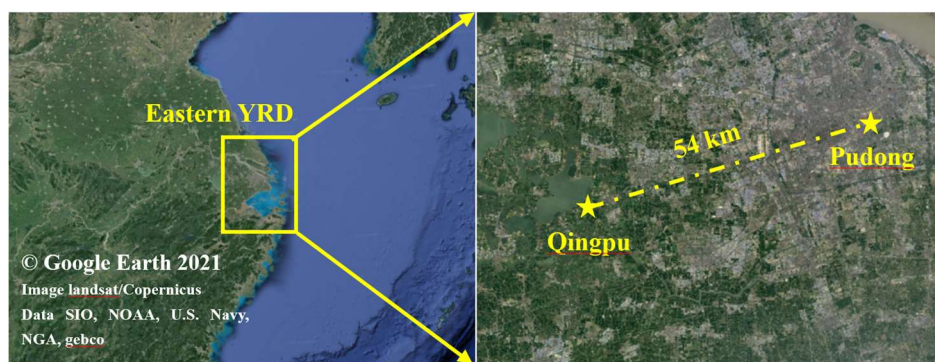 Eastern YRD
© Google Earth 2021
Image landsat/Copernicus
Data SIO, NOAA, U.S. Navy,
NGA, gebco
54 km
Pudong
Qingpu